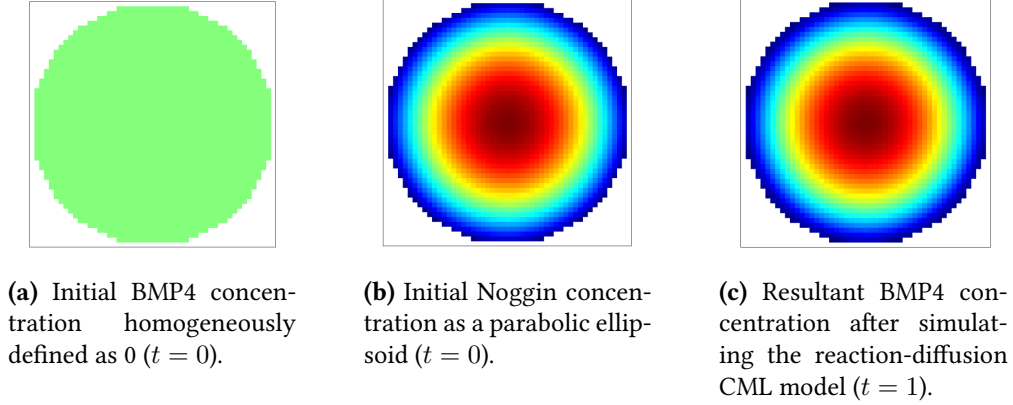 (a) Initial BMP4 concen-
tration homogeneously
defined as 0 (t = 0).
(b) Initial Noggin concen-
tration as a parabolic ellip-
soid (t = 0).
(c) Resultant BMP4 con-
centration after simulat-
ing the reaction-diffusion
CML model (t = 1).